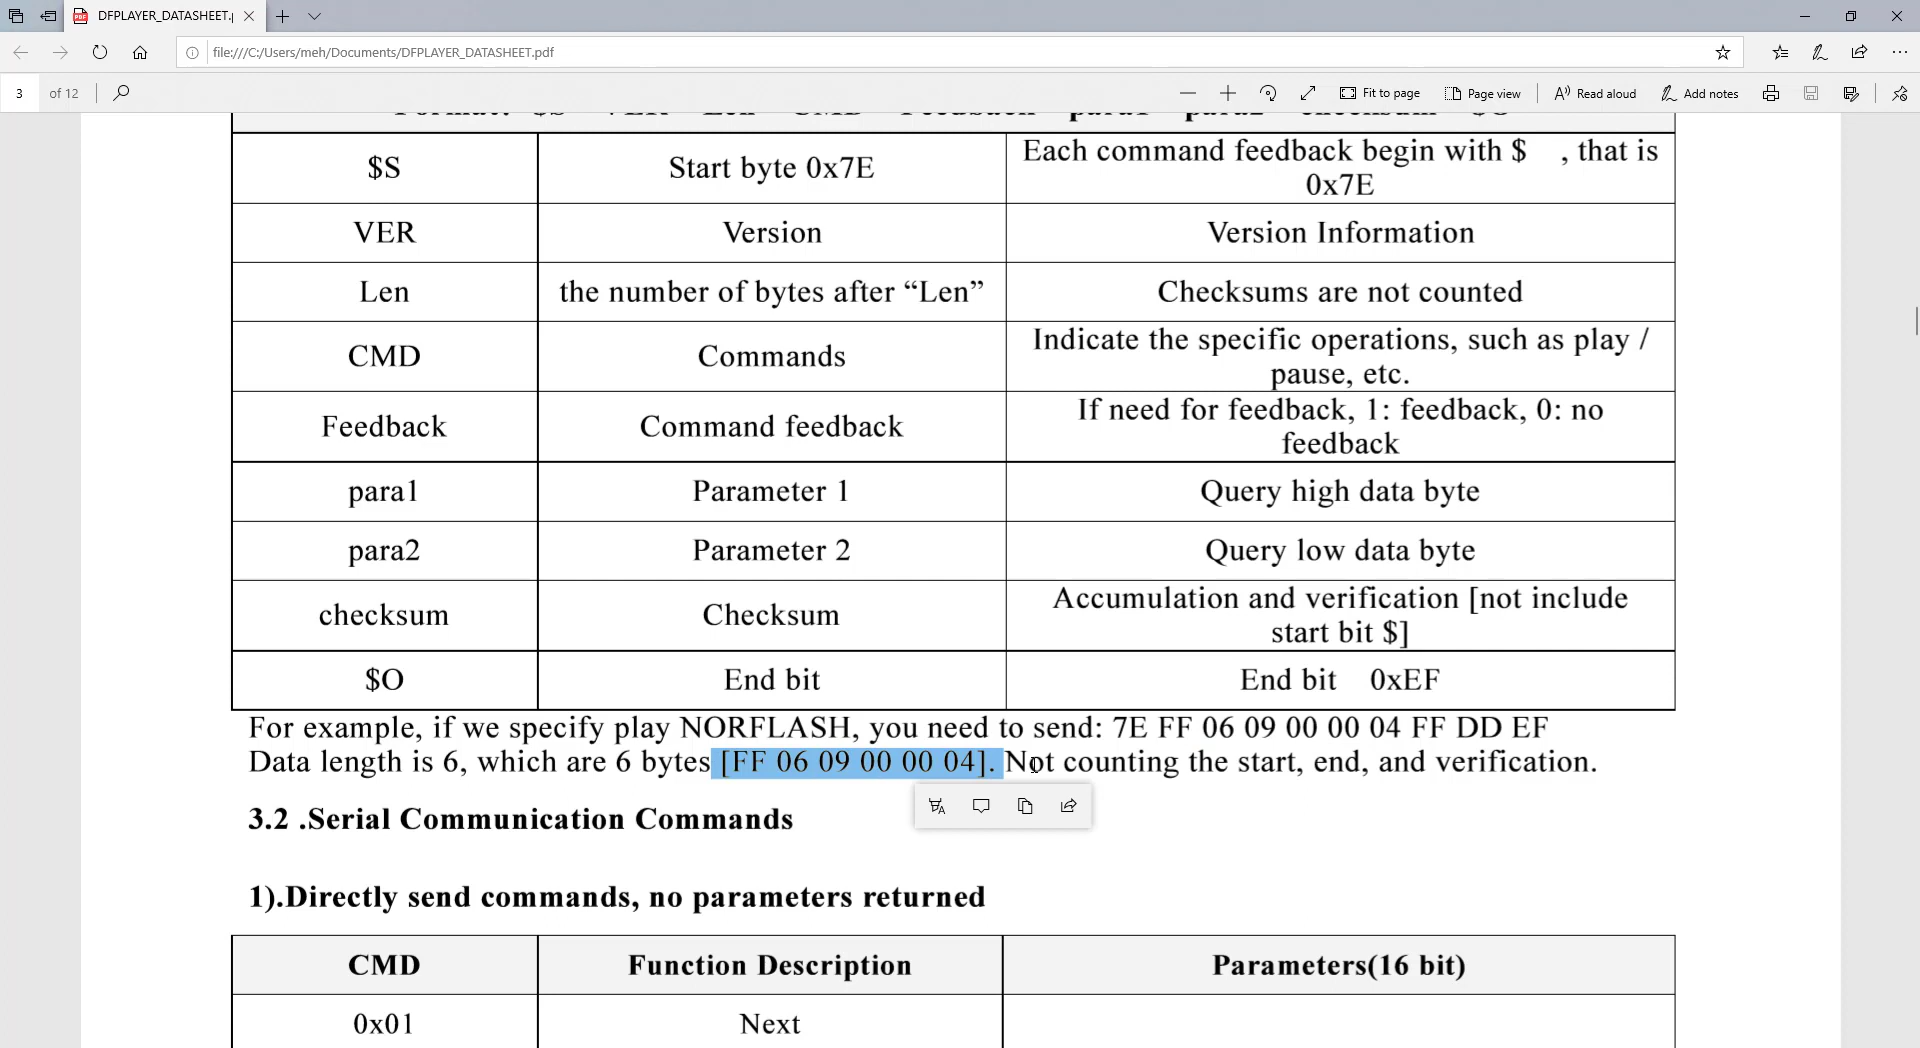 DFPLAYER_DATASHEET.p
file:///C:/Users/meh/Documents/DFPLAYER_DATASHEET.pdf
3 of 12 Fit to page Page view Read aloud Add notes
Format: $S VER Len CMD Feedback para1 para2 checksum $O
$S Start byte 0x7E Each command feedback begin with $ , that is
0x7E
VER Version Version Information
Len the number of bytes after “Len” Checksums are not counted
CMD Commands Indicate the specific operations, such as play /
pause, etc.
Feedback Command feedback If need for feedback, 1: feedback, 0: no
feedback
para1 Parameter 1 Query high data byte
para2 Parameter 2 Query low data byte
checksum Checksum Accumulation and verification [not include
start bit $]
$O End bit End bit 0xEF
For example, if we specify play NORFLASH, you need to send: 7E FF 06 09 00 00 04 FF DD EF
Data length is 6, which are 6 bytes [FF 06 09 00 00 04]. Not counting the start, end, and verification.
3.2 .Serial Communication Commands
1).Directly send commands, no parameters returned
CMD Function Description Parameters(16 bit)
0x01 Next